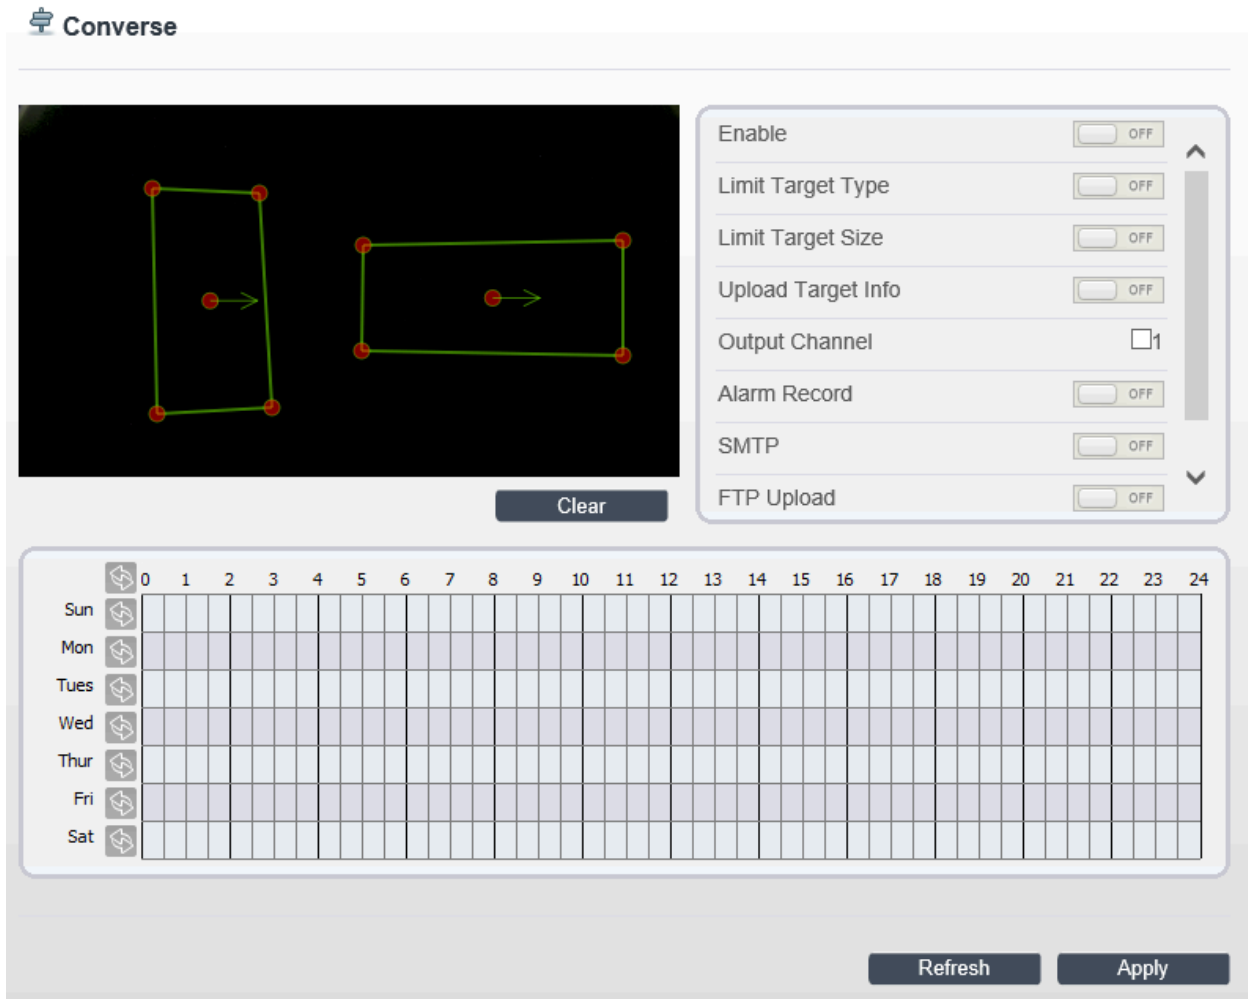 Converse
Enable OFF
Limit Target Type OFF
Limit Target Size OFF
Upload Target Info OFF
Output Channel 1
Alarm Record OFF
SMTP OFF
FTP Upload OFF
Clear
0 1 2 3 4 5 6 7 8 9 10 11 12 13 14 15 16 17 18 19 20 21 22 23 24
Sun
Mon
Tues
Wed
Thur
Fri
Sat
Refresh Apply